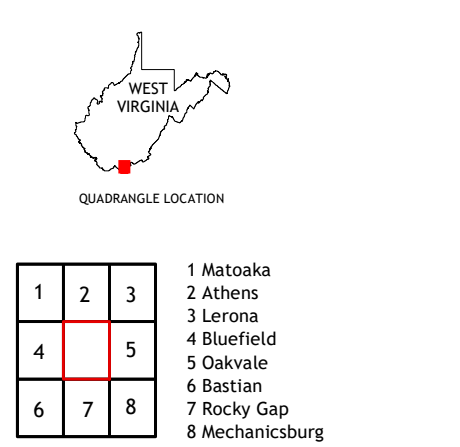 WEST
VIRGINIA
QUADRANGLE LOCATION
1 2 3
4 5
6 7 8
1 Matoaka
2 Athens
3 Lerona
4 Bluefield
5 Oakvale
6 Bastian
7 Rocky Gap
8 Mechanicsburg